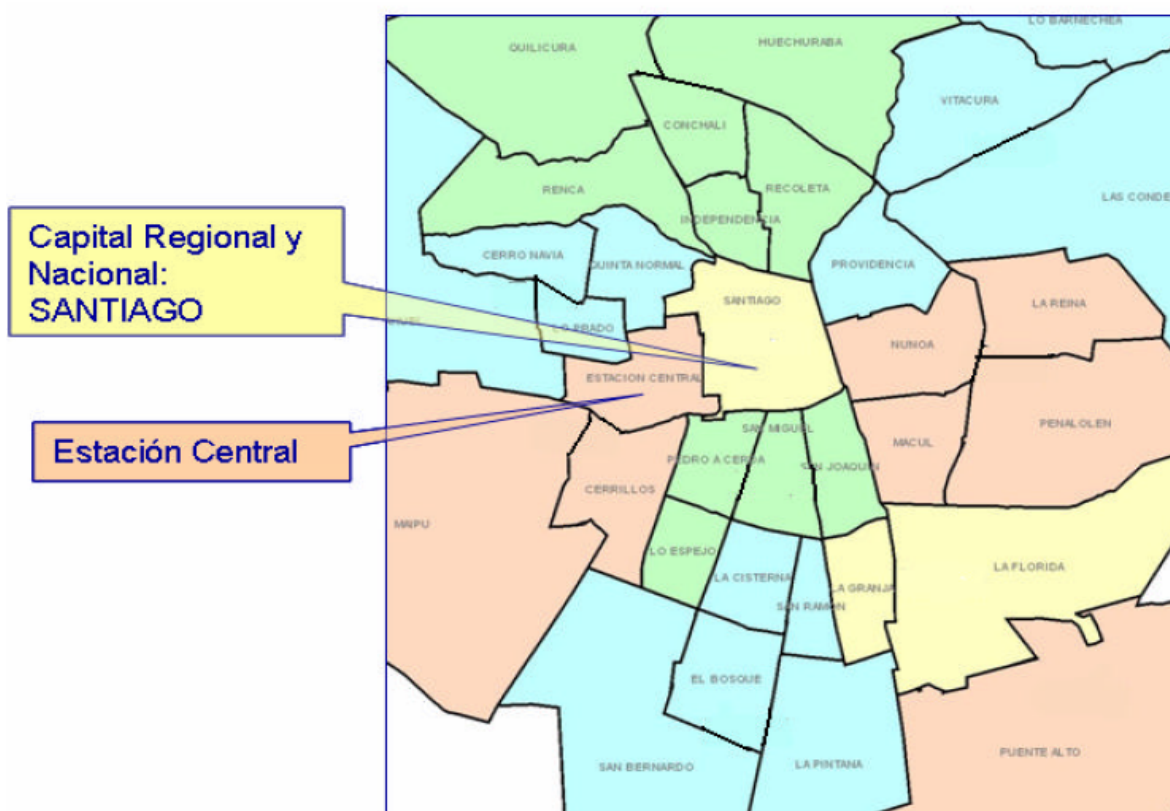 LO BARNECHEA
QUILICURA
HUECHURABA
VITACURA
CONCHALI
RENCA
RECOLETA
LAS CONDE
INDEPENDENCIA
Capital Regional y
Nacional:
SANTIAGO
CERRO NAVIA
QUINTA NORMAL
PROVIDENCIA
SANTIAGO
LA REINA
LO PRADO
NUNOA
ESTACION CENTRAL
PENALOLEN
SAN MIGUEL
MACUL
Estación Central
PEDRO A CERDA
SAN JOAQUIN
CERRILLOS
MAIPU
LO ESPEJO
LA FLORIDA
LA CISTERNA
LA GRANJA
SAN RAMON
EL BOSQUE
PUENTE ALTO
SAN BERNARDO
LA PINTANA